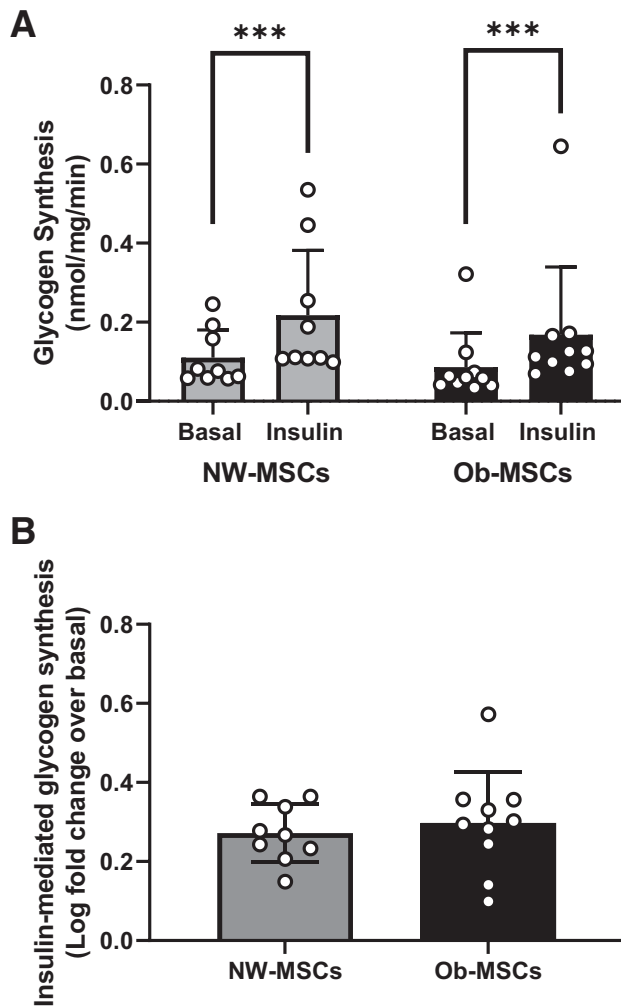 A
*** ***
Glycogen Synthesis
(nmol/mg/min)
0.8
0.6
0.4
0.2
0.0
Basal Insulin Basal Insulin
NW-MSCs Ob-MSCs
B
Insulin-mediated glycogen synthesis
(Log fold change over basal)
0.8
0.6
0.4
0.2
0.0
NW-MSCs Ob-MSCs